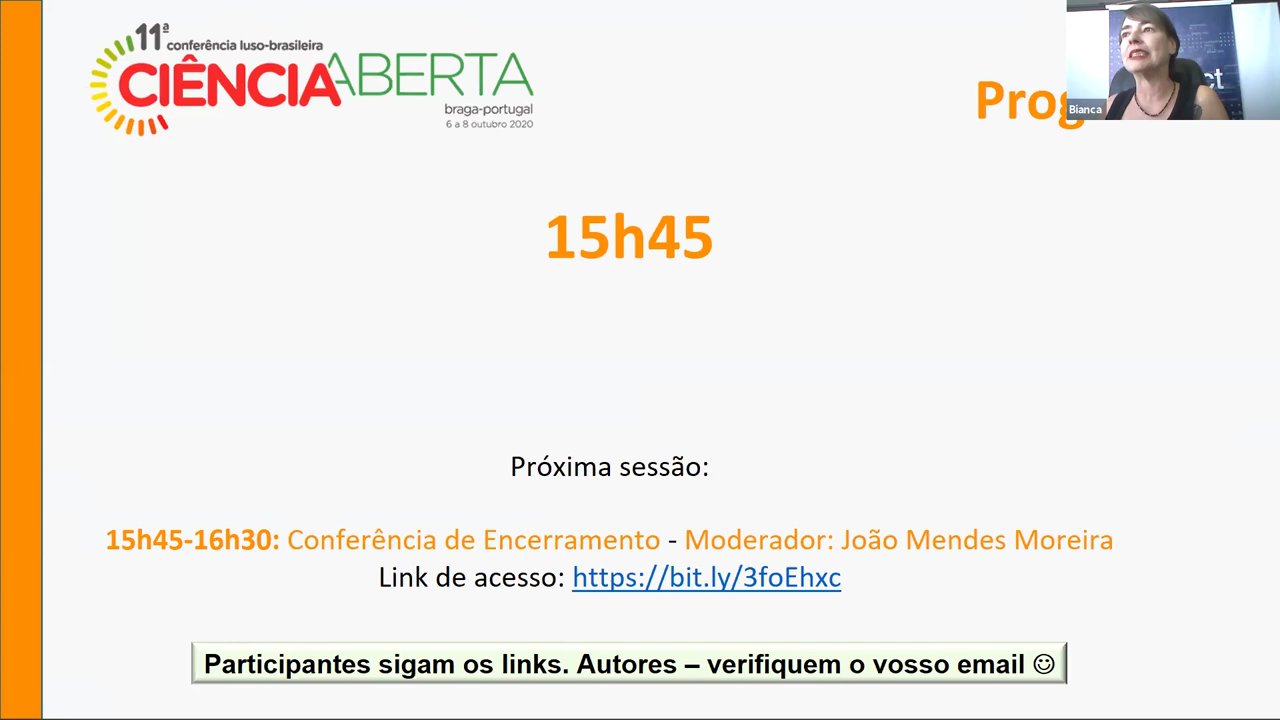 11ª conferência luso-brasileira
CIÊNCIA ABERTA
braga-portugal
6 a 8 outubro 2020
Bianca
15h45
Próxima sessão:
15h45-16h30: Conferência de Encerramento - Moderador: João Mendes Moreira
Link de acesso: https://bit.ly/3foEhxc
Participantes sigam os links. Autores – verifiquem o vosso email ☺